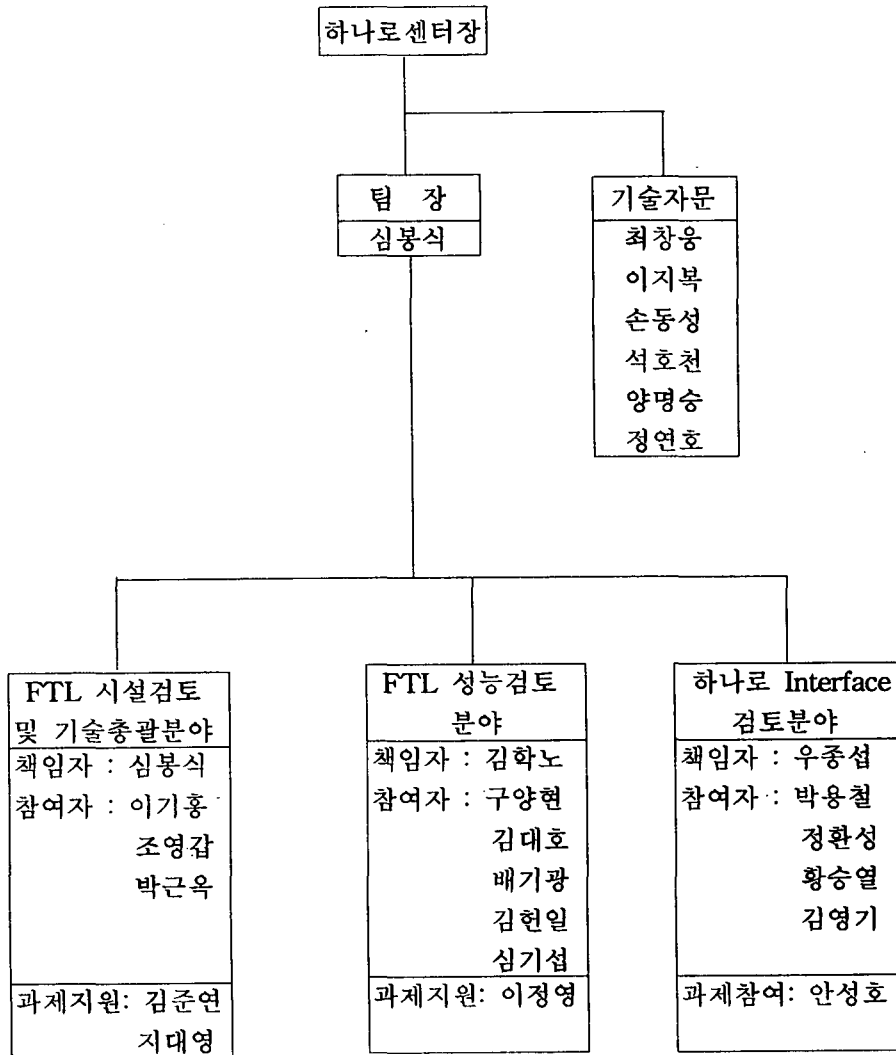 하나로센터장
팀 장
심봉식
기술자문
최창웅
이지복
손동성
석호천
양명승
정연호
FTL 시설검토
및 기술총괄분야
책임자 : 심봉식
참여자 : 이기홍
조영갑
박근옥
과제지원: 김준연
지대영
FTL 성능검토
분야
책임자 : 김학노
참여자 : 구양현
김대호
배기광
김헌일
심기섭
과제지원: 이정영
하나로 Interface
검토분야
책임자 : 우종섭
참여자 : 박용철
정환성
황승열
김영기
과제참여: 안성호